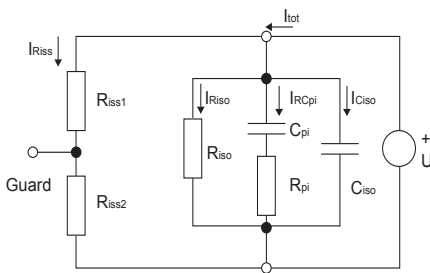 Itot
IRiss
Riss1
IRiso
IRCpi
ICiso
Cpi
+
Riso
U
Guard
Rpi
Ciso
Riss2